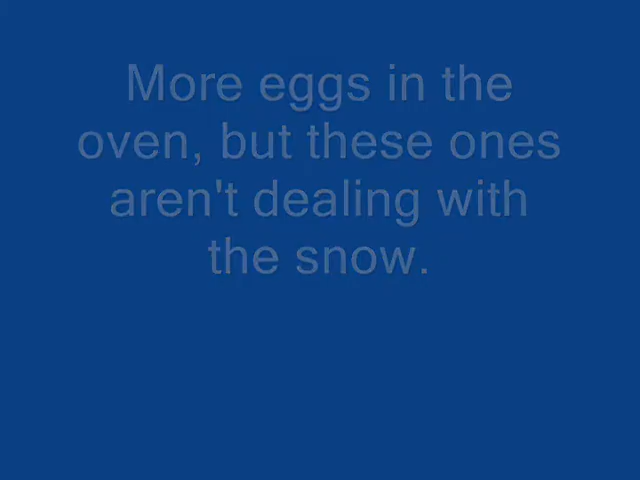 More eggs in the
oven, but these ones
aren't dealing with
the snow.